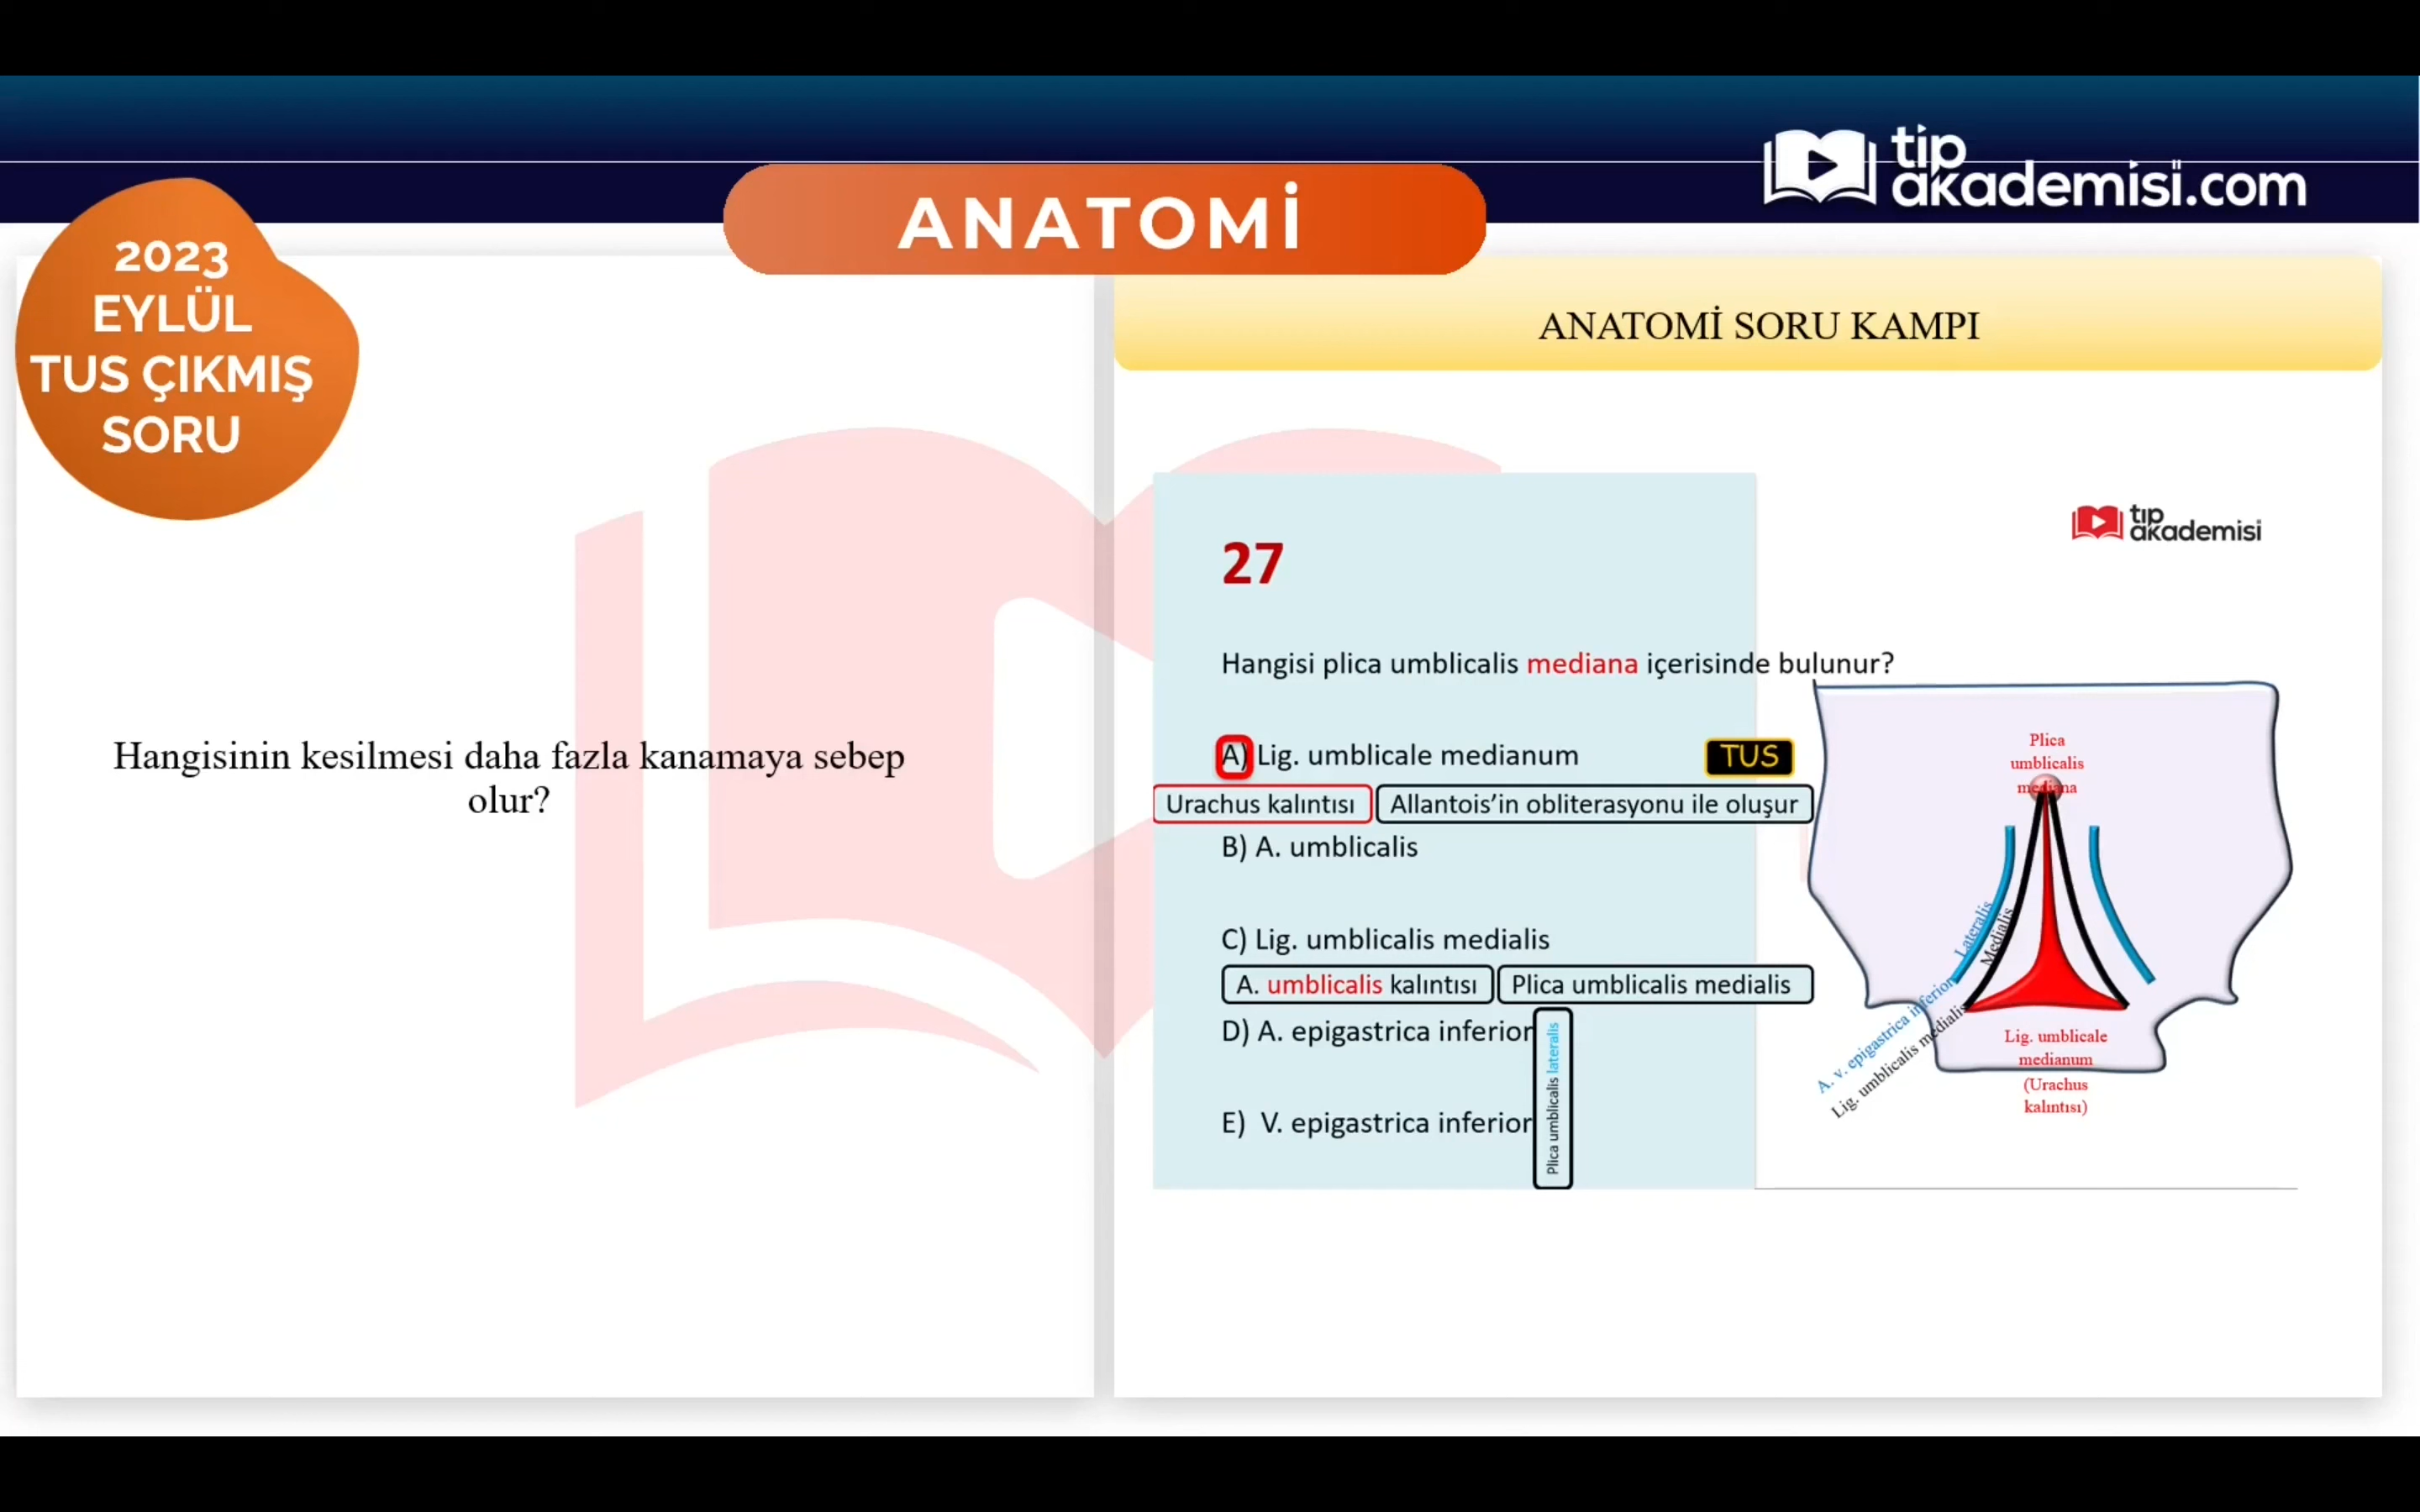 tip
akademisi.com
ANATOMİ
2023
EYLÜL
TUS ÇIKMIŞ
SORU
Hangisinin kesilmesi daha fazla kanamaya sebep
olur?
ANATOMİ SORU KAMPI
tıp
akademisi
27
Hangisi plica umblicalis mediana içerisinde bulunur?
A) Lig. umblicale medianum
TUS
Urachus kalıntısı
Allantois’in obliterasyonu ile oluşur
B) A. umblicalis
C) Lig. umblicalis medialis
A. umblicalis kalıntısı
Plica umblicalis medialis
D) A. epigastrica inferior
E) V. epigastrica inferior
Plica umblicalis lateralis
Plica
umblicalis
mediana
Lateralis
Medialis
A. v. epigastrica inferior
Lig. umblicalis medialis
Lig. umblicale
medianum
(Urachus
kalıntısı)